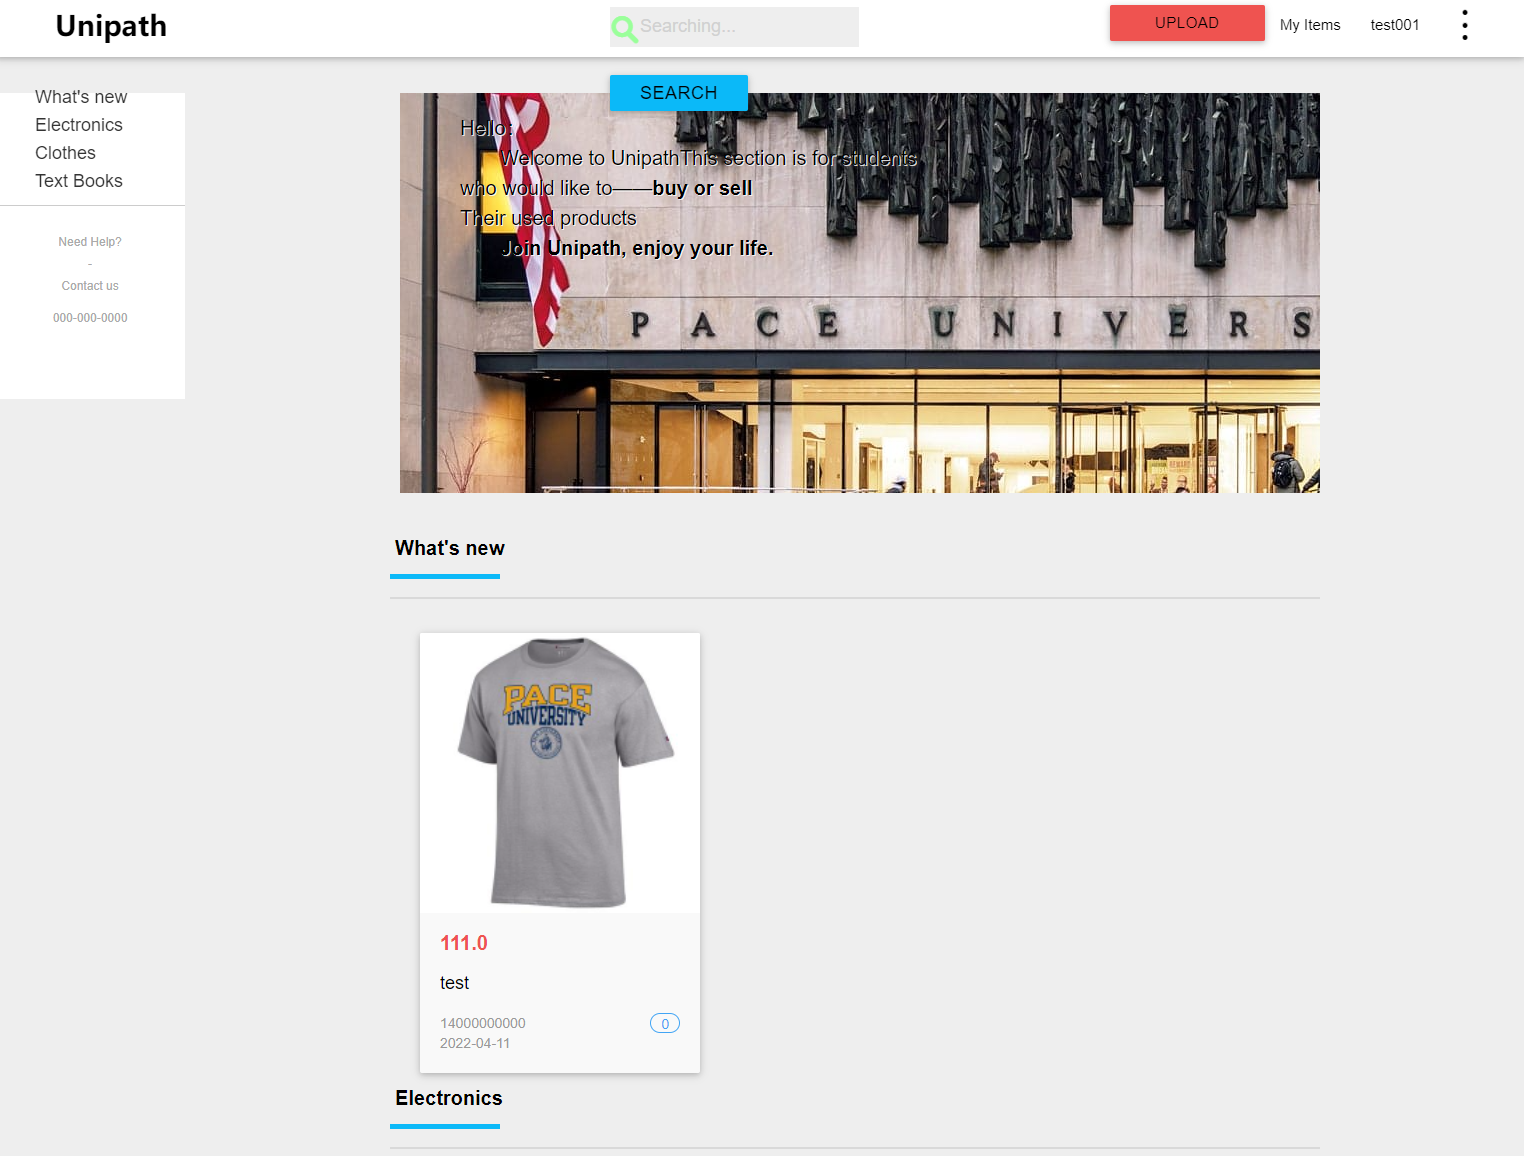 Unipath
Searching...
UPLOAD
My Items
test001
SEARCH
What's new
Electronics
Clothes
Text Books
Need Help?
-
Contact us
000-000-0000
Hello:
Welcome to UnipathThis section is for students
who would like to——buy or sell
Their used products
Join Unipath, enjoy your life.
PACE UNIVERS
What's new
PACE
UNIVERSITY
111.0
test
14000000000
0
2022-04-11
Electronics